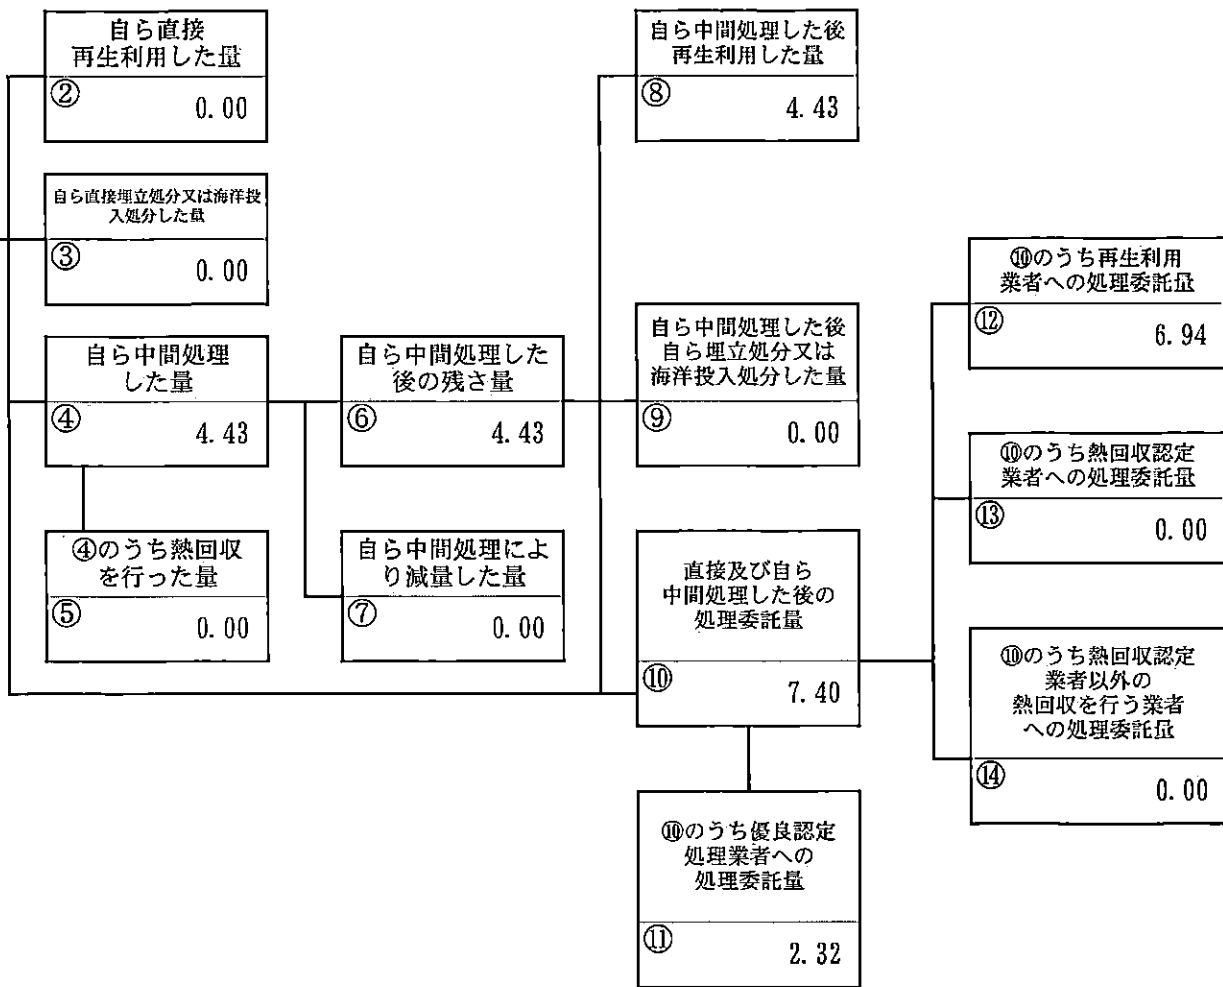 自ら直接
再生利用した量
②
0.00
自ら直接埋立処分又は海洋投
入処分した量
③
0.00
自ら中間処理
した量
④
4.43
④のうち熱回収
を行った量
⑤
0.00
自ら中間処理した
後の残さ量
⑥
4.43
自ら中間処理によ
り減量した量
⑦
0.00
自ら中間処理した後
再生利用した量
⑧
4.43
自ら中間処理した後
自ら埋立処分又は
海洋投入処分した量
⑨
0.00
直接及び自ら
中間処理した後の
処理委託量
⑩
7.40
⑩のうち優良認定
処理業者への
処理委託量
⑪
2.32
⑩のうち再生利用
業者への処理委託量
⑫
6.94
⑩のうち熱回収認定
業者への処理委託量
⑬
0.00
⑩のうち熱回収認定
業者以外の
熱回収を行う業者
への処理委託量
⑭
0.00